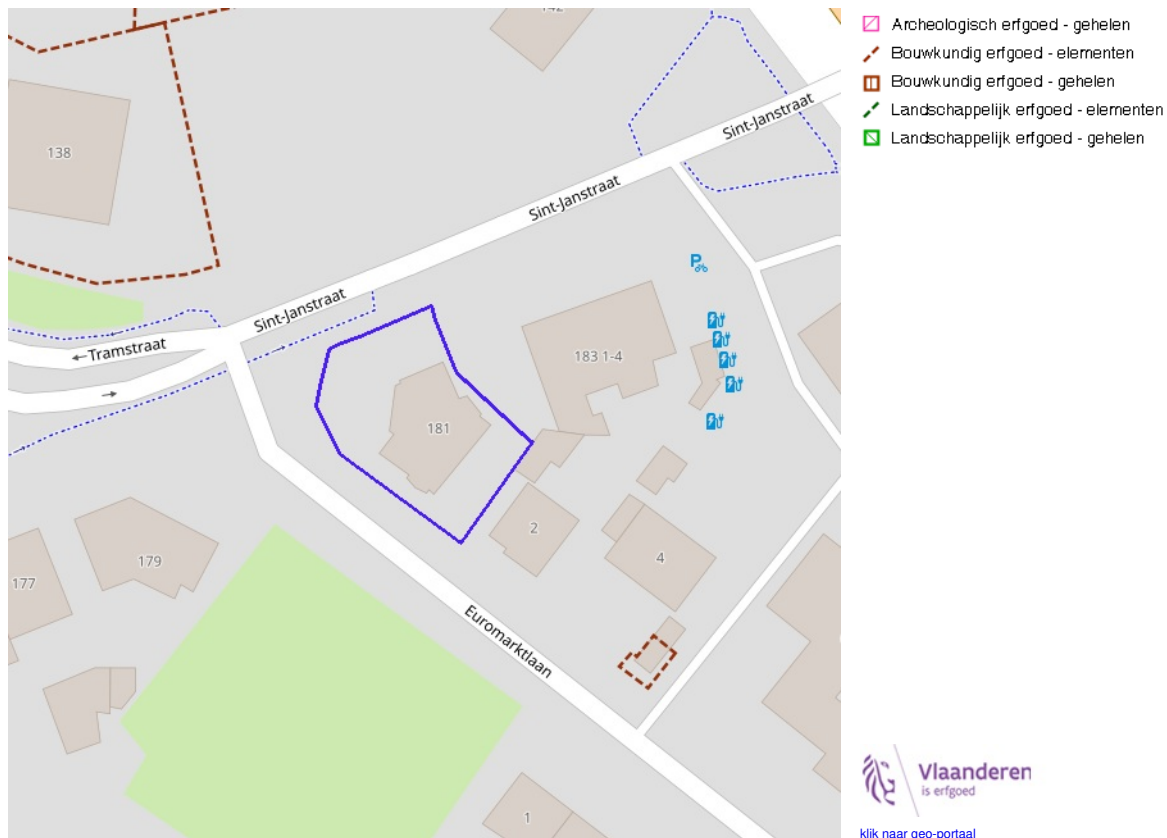 142
138
Sint-Janstraat
Sint-Janstraat
Sint-Janstraat
Tramstraat
P
183 1-4
181
2
4
179
177
Euromarktlaan
1
Archeologisch erfgoed - gehelen
Bouwkundig erfgoed - elementen
Bouwkundig erfgoed - gehelen
Landschappelijk erfgoed - elementen
Landschappelijk erfgoed - gehelen
Vlaanderen
is erfgoed
klik naar geo-portaal